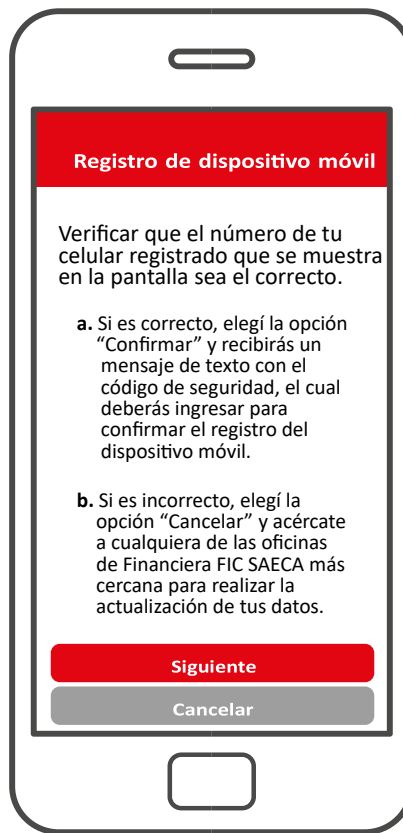 Registro de dispositivo móvil
Verificar que el número de tu
celular registrado que se muestra
en la pantalla sea el correcto.
a. Si es correcto, elegí la opción
“Confirmar” y recibirás un
mensaje de texto con el
código de seguridad, el cual
deberás ingresar para
confirmar el registro del
dispositivo móvil.
b. Si es incorrecto, elegí la
opción “Cancelar” y acércate
a cualquiera de las oficinas
de Financiera FIC SAECA más
cercana para realizar la
actualización de tus datos.
Siguiente
Cancelar